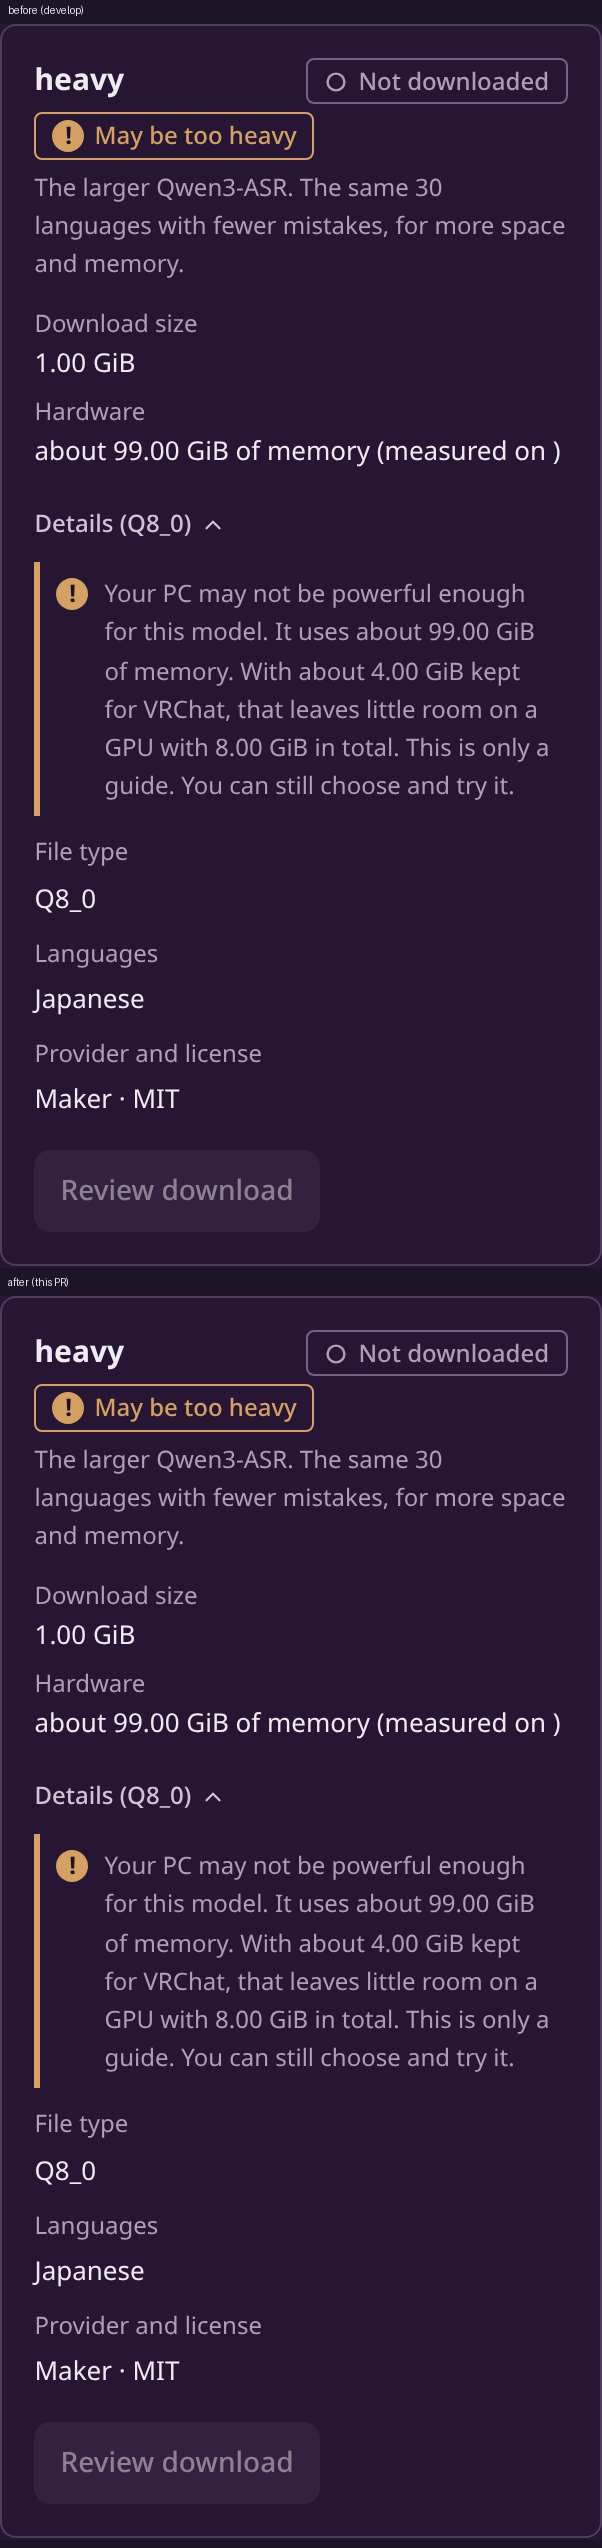 before (develop)
heavy
Not downloaded
! May be too heavy
The larger Qwen3-ASR. The same 30
languages with fewer mistakes, for more space
and memory.
Download size
1.00 GiB
Hardware
about 99.00 GiB of memory (measured on )
Details (Q8_0)
! Your PC may not be powerful enough
for this model. It uses about 99.00 GiB
of memory. With about 4.00 GiB kept
for VRChat, that leaves little room on a
GPU with 8.00 GiB in total. This is only a
guide. You can still choose and try it.
File type
Q8_0
Languages
Japanese
Provider and license
Maker · MIT
Review download
after (this PR)
heavy
Not downloaded
! May be too heavy
The larger Qwen3-ASR. The same 30
languages with fewer mistakes, for more space
and memory.
Download size
1.00 GiB
Hardware
about 99.00 GiB of memory (measured on )
Details (Q8_0)
! Your PC may not be powerful enough
for this model. It uses about 99.00 GiB
of memory. With about 4.00 GiB kept
for VRChat, that leaves little room on a
GPU with 8.00 GiB in total. This is only a
guide. You can still choose and try it.
File type
Q8_0
Languages
Japanese
Provider and license
Maker · MIT
Review download